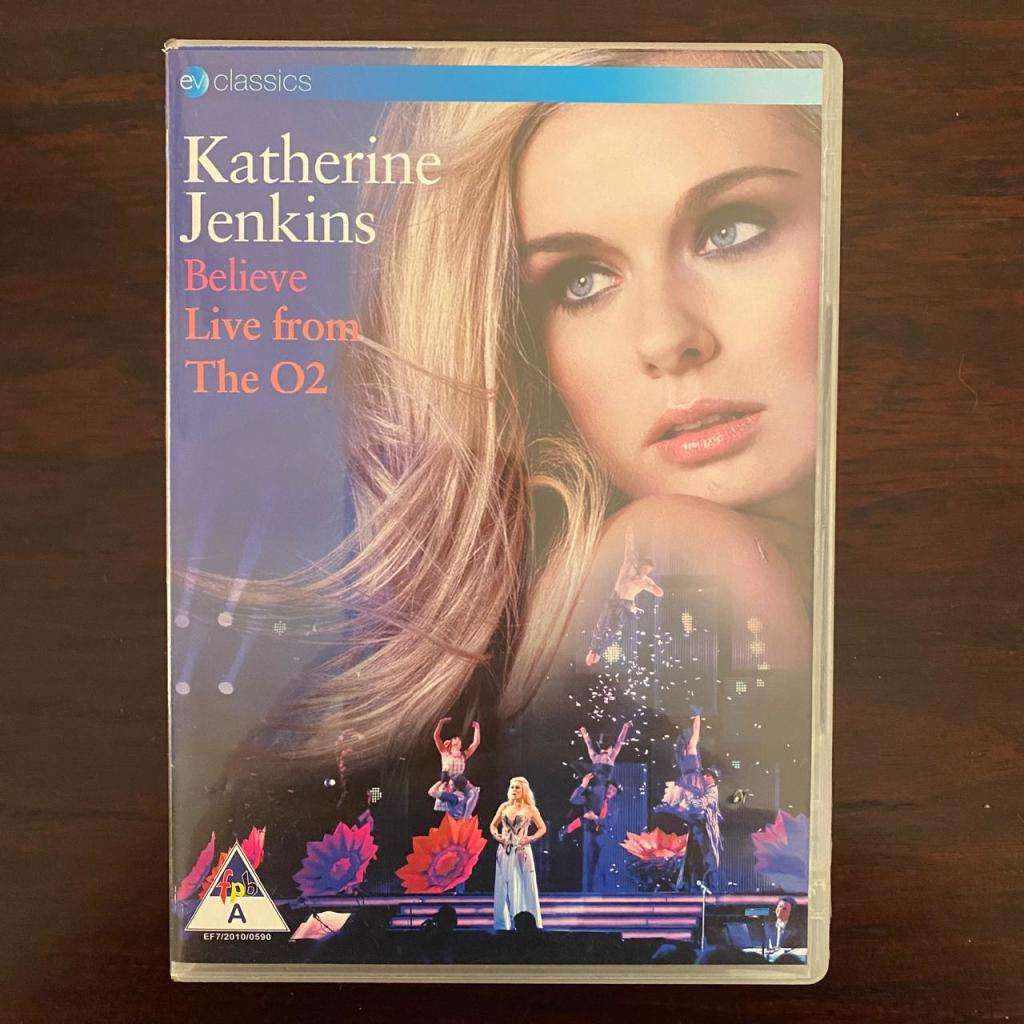 ev classics
Katherine
Jenkins
Believe
Live from
The O2
fpb
A
EF7/2010/0590